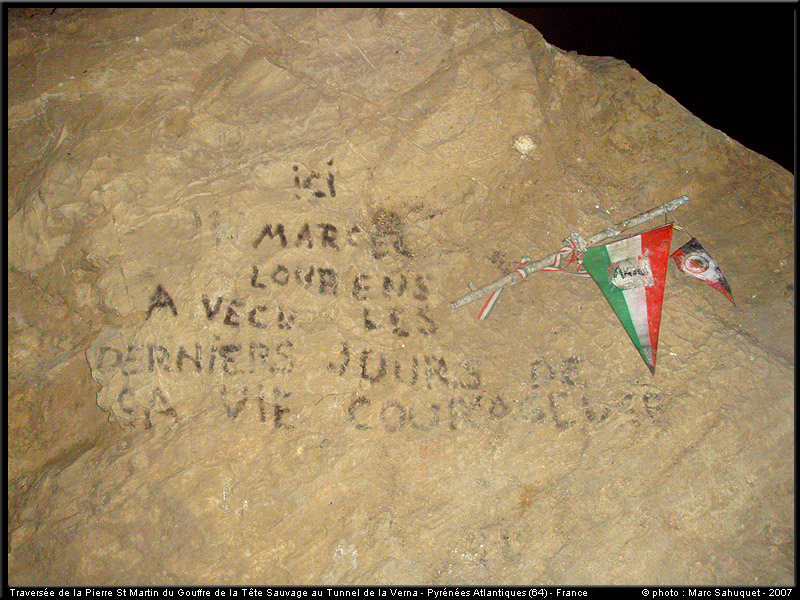 ici
MARCEL
LOUBENS
A VECU LES
DERNIERS JOURS DE
SA VIE COURAGEUSE
Traversée de la Pierre St Martin du Gouffre de la Tête Sauvage au Tunnel de la Verna - Pyrénées Atlantiques (64) - France
© photo : Marc Sahuquet - 2007